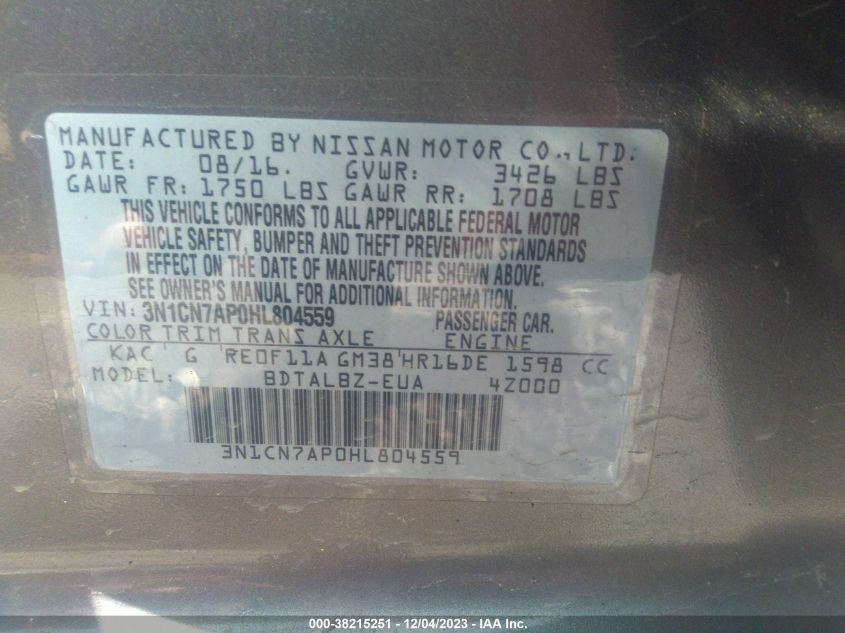 MANUFACTURED BY NISSAN MOTOR CO., LTD.
DATE: 08/16. GVWR: 3426 LBS
GAWR FR: 1750 LBS GAWR RR: 1708 LBS
THIS VEHICLE CONFORMS TO ALL APPLICABLE FEDERAL MOTOR
VEHICLE SAFETY, BUMPER AND THEFT PREVENTION STANDARDS
IN EFFECT ON THE DATE OF MANUFACTURE SHOWN ABOVE.
SEE OWNER'S MANUAL FOR ADDITIONAL INFORMATION.
VIN: 3N1CN7AP0HL804559 PASSENGER CAR.
COLOR TRIM TRANS AXLE ENGINE
KAC G RE0F11A GM38 HR16DE 1598 CC
MODEL: BDTALBZ-EUA 4Z000
3N1CN7AP0HL804559
000-38215251 - 12/04/2023 - IAA Inc.